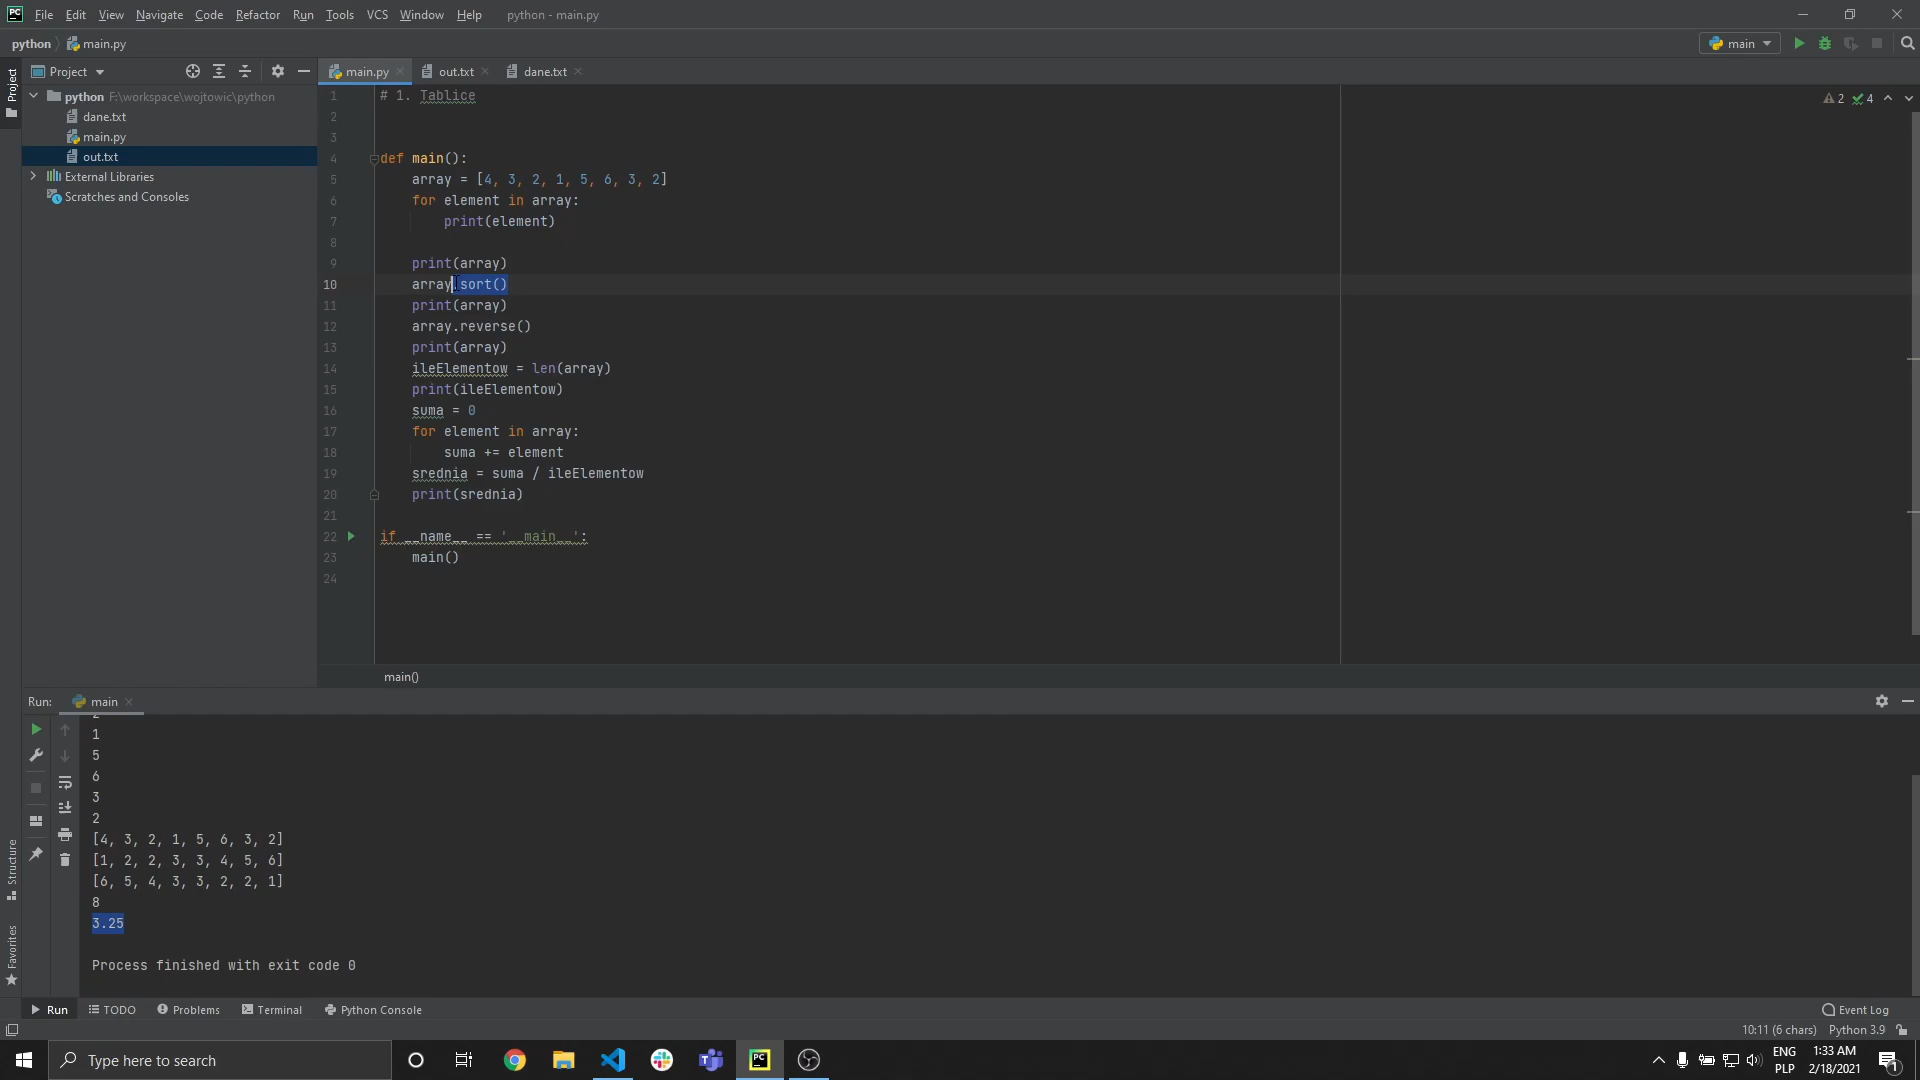 PC File Edit View Navigate Code Refactor Run Tools VCS Window Help python - main.py
python main.py main
Project main.py out.txt dane.txt
Project
python F:\workspace\wojtowic\python
dane.txt
main.py
out.txt
External Libraries
Scratches and Consoles
2 4
1 # 1. Tablice
2
3
4 def main():
5 array = [4, 3, 2, 1, 5, 6, 3, 2]
6 for element in array:
7 print(element)
8
9 print(array)
10 array.sort()
11 print(array)
12 array.reverse()
13 print(array)
14 ileElementow = len(array)
15 print(ileElementow)
16 suma = 0
17 for element in array:
18 suma += element
19 srednia = suma / ileElementow
20 print(srednia)
21
22 if __name__ == '__main__':
23 main()
24
main()
Run: main
2
1
5
6
3
2
[4, 3, 2, 1, 5, 6, 3, 2]
[1, 2, 2, 3, 3, 4, 5, 6]
[6, 5, 4, 3, 3, 2, 2, 1]
8
3.25
Process finished with exit code 0
Structure
Favorites
Run TODO Problems Terminal Python Console Event Log
10:11 (6 chars) Python 3.9
Type here to search
PC
ENG
PLP
1:33 AM
2/18/2021
1